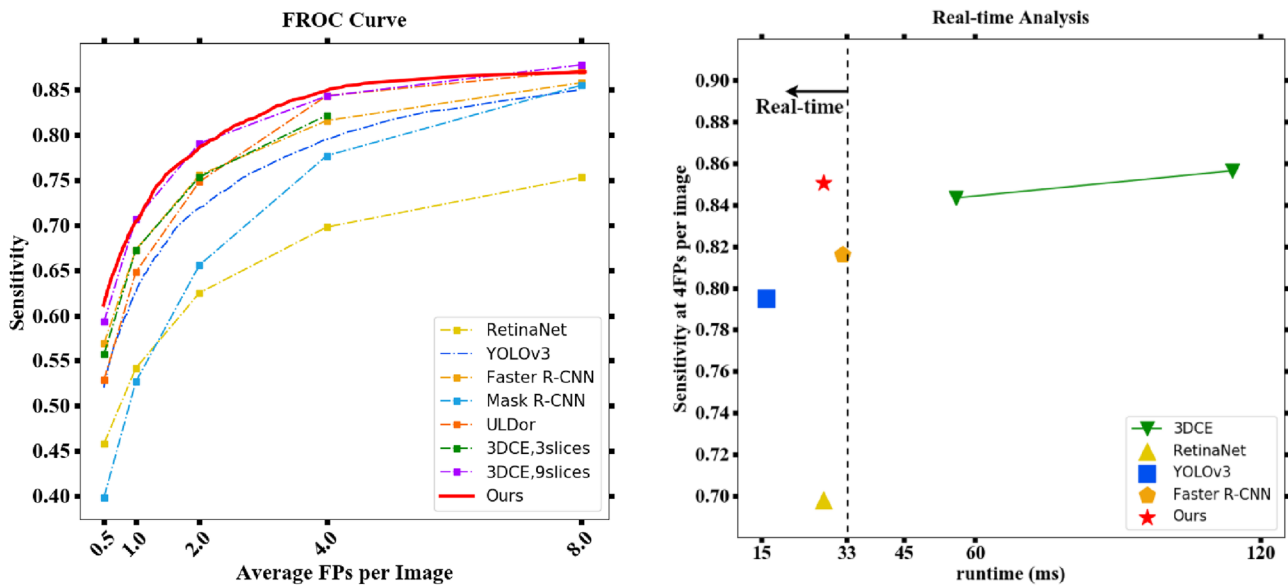 FROC Curve
Sensitivity
0.85
0.80
0.75
0.70
0.65
0.60
0.55
0.50
0.45
0.40
RetinaNet
YOLOv3
Faster R-CNN
Mask R-CNN
ULDor
3DCE,3slices
3DCE,9slices
Ours
0.5 1.0 2.0 4.0 8.0
Average FPs per Image
Real-time Analysis
Sensitivity at 4FPs per image
0.90
0.88
0.86
0.84
0.82
0.80
0.78
0.76
0.74
0.72
0.70
Real-time
3DCE
RetinaNet
YOLOv3
Faster R-CNN
Ours
15 33 45 60 120
runtime (ms)